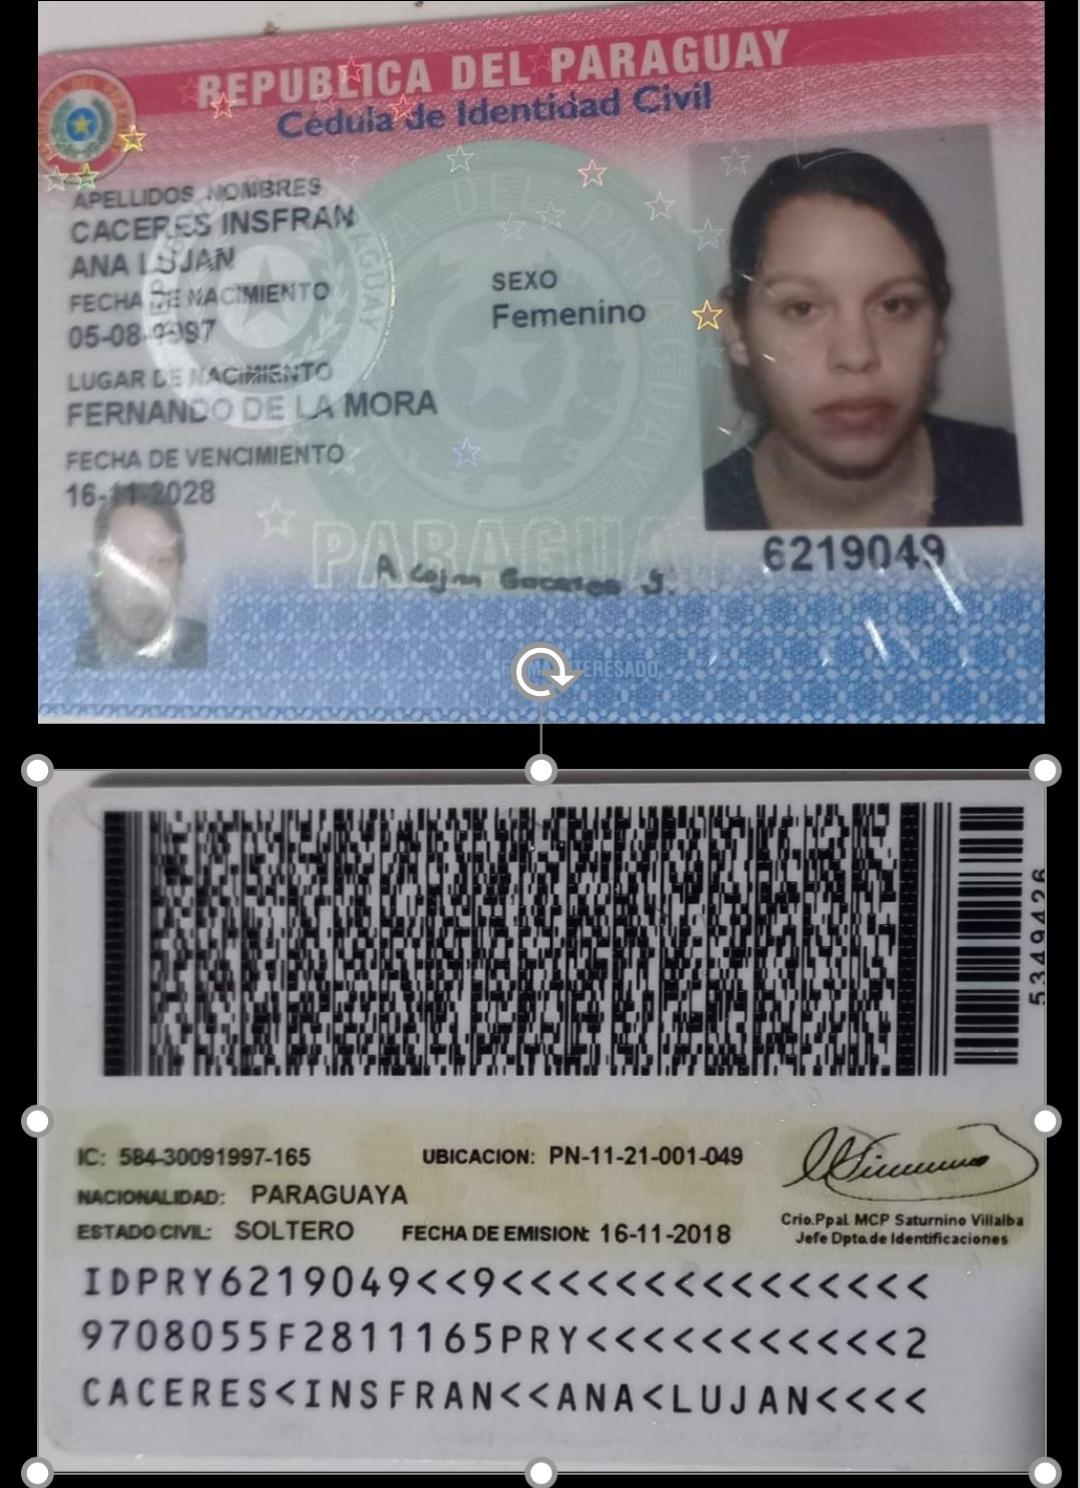 REPUBLICA DEL PARAGUAY
Cédula de Identidad Civil
APELLIDOS, NOMBRES
CACERES INSFRAN
ANA LUJAN
FECHA DE NACIMIENTO
05-08-1997
LUGAR DE NACIMIENTO
FERNANDO DE LA MORA
FECHA DE VENCIMIENTO
16-11-2028
SEXO
Femenino
6219049
PARAGUAY
A Lujan Caceres I.
5349426
IC: 584-30091997-165
UBICACION: PN-11-21-001-049
NACIONALIDAD: PARAGUAYA
ESTADO CIVIL: SOLTERO FECHA DE EMISION: 16-11-2018
Crio.Ppal. MCP Saturnino Villalba
Jefe Dpto.de Identificaciones
IDPRY6219049<<9<<<<<<<<<<<<<<<
9708055F2811165PRY<<<<<<<<<<<2
CACERES<INSFRAN<<ANA<LUJAN<<<<